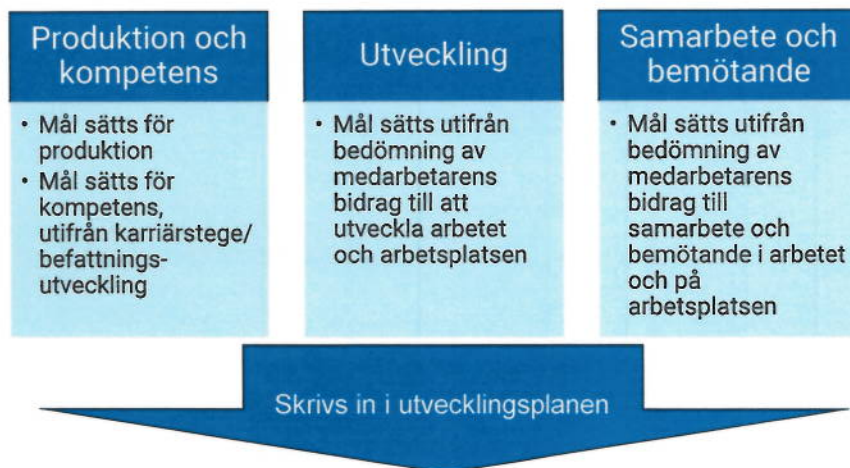 Produktion och
kompetens
• Mål sätts för
produktion
• Mål sätts för
kompetens,
utifrån karriärstege/
befattnings-
utveckling
Utveckling
• Mål sätts utifrån
bedömning av
medarbetarens
bidrag till att
utveckla arbetet
och arbetsplatsen
Samarbete och
bemötande
• Mål sätts utifrån
bedömning av
medarbetarens
bidrag till
samarbete och
bemötande i arbetet
och på
arbetsplatsen
Skrivs in i utvecklingsplanen